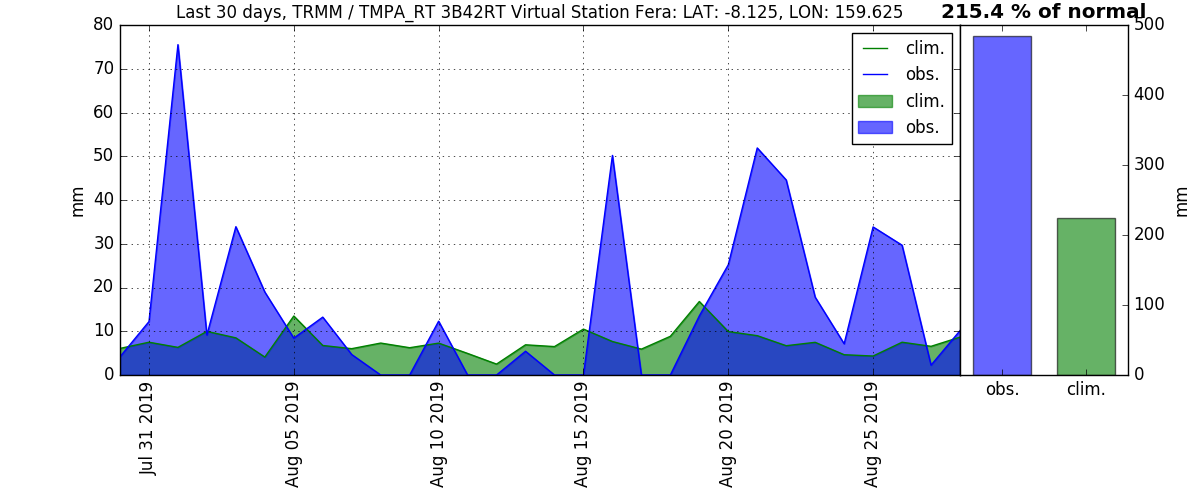 Last 30 days, TRMM / TMPA_RT 3B42RT Virtual Station Fera: LAT: -8.125, LON: 159.625
215.4 % of normal
80
70
60
50
40
30
20
10
0
mm
clim.
obs.
clim.
obs.
Jul 31 2019
Aug 05 2019
Aug 10 2019
Aug 15 2019
Aug 20 2019
Aug 25 2019
500
400
300
200
100
0
mm
obs.
clim.